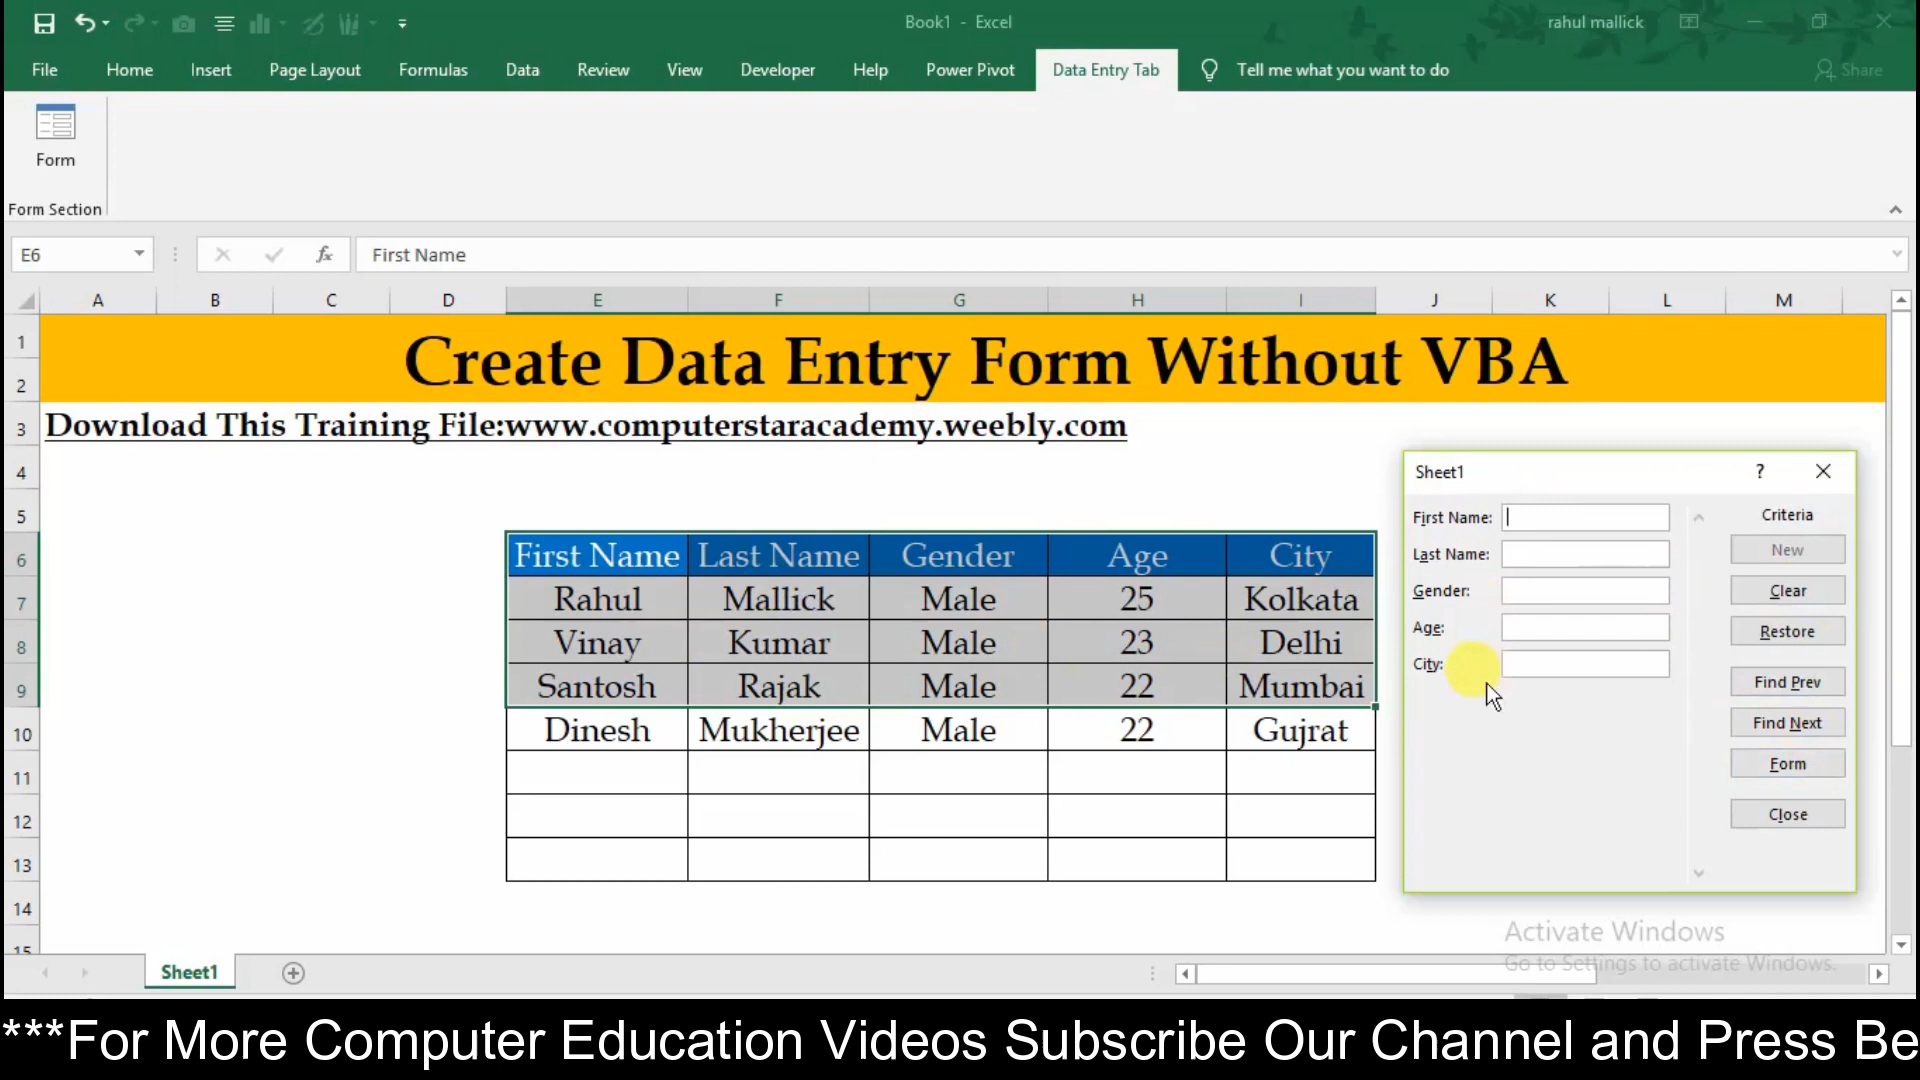 Book1 - Excel
rahul mallick
File Home Insert Page Layout Formulas Data Review View Developer Help Power Pivot Data Entry Tab Tell me what you want to do Share
Form
Form Section
E6 fx First Name
A B C D E F G H I J K L M
1
2
Create Data Entry Form Without VBA
3 Download This Training File:www.computerstaracademy.weebly.com
4
5
6 First Name Last Name Gender Age City
7 Rahul Mallick Male 25 Kolkata
8 Vinay Kumar Male 23 Delhi
9 Santosh Rajak Male 22 Mumbai
10 Dinesh Mukherjee Male 22 Gujrat
11
12
13
14
15
Sheet1 ?
First Name: Criteria
New
Last Name:
Gender: Clear
Age: Restore
City:
Find Prev
Find Next
Form
Close
Activate Windows
Go to Settings to activate Windows.
Sheet1
***For More Computer Education Videos Subscribe Our Channel and Press Be